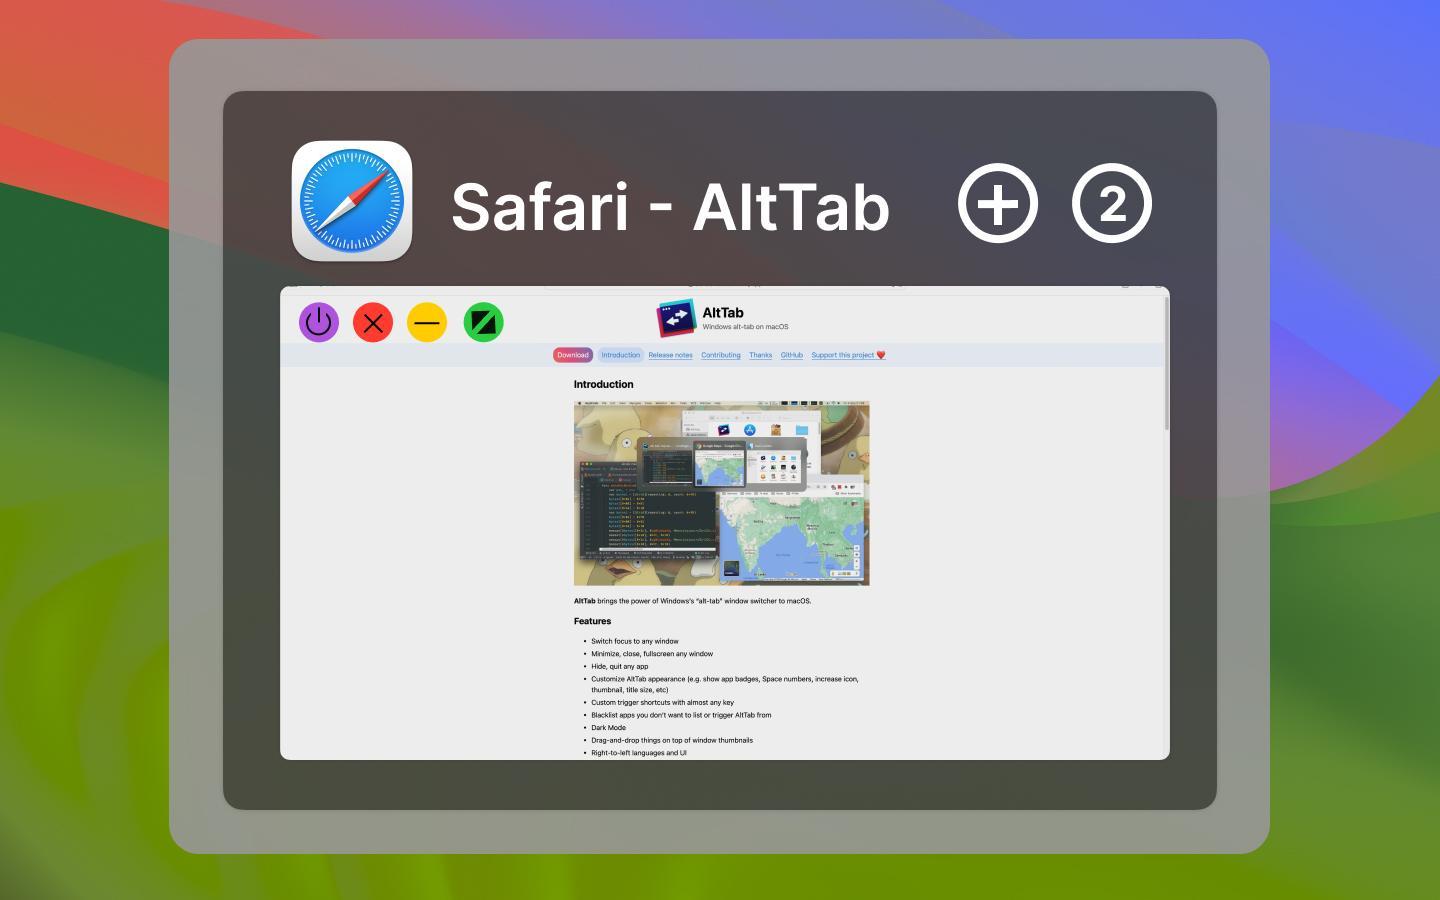 Safari - AltTab
2
AltTab
Windows alt-tab on macOS
Download Introduction Release notes Contributing Thanks GitHub Support this project ❤️
Introduction
AltTab brings the power of Windows's "alt-tab" window switcher to macOS.
Features
• Switch focus to any window
• Minimize, close, fullscreen any window
• Hide, quit any app
• Customize AltTab appearance (e.g. show app badges, Space numbers, increase icon,
thumbnail, title size, etc)
• Custom trigger shortcuts with almost any key
• Blacklist apps you don't want to list or trigger AltTab from
• Dark Mode
• Drag-and-drop things on top of window thumbnails
• Right-to-left languages and UI